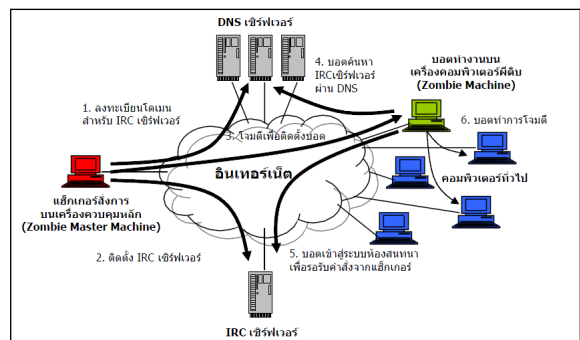 DNS เซิร์ฟเวอร์
1. ลงทะเบียนโดเมน
สำหรับ IRC เซิร์ฟเวอร์
4. บอตค้นหา
IRCเซิร์ฟเวอร์
ผ่าน DNS
บอตทำงานบน
เครื่องคอมพิวเตอร์ผีดิบ
(Zombie Machine)
3. โจมตีเพื่อติดตั้งบอต
6. บอตทำการโจมตี
อินเทอร์เน็ต
คอมพิวเตอร์ทั่วไป
แฮ็กเกอร์สั่งการ
บนเครื่องควบคุมหลัก
(Zombie Master Machine)
2. ติดตั้ง IRC เซิร์ฟเวอร์
5. บอตเข้าสู่ระบบห้องสนทนา
เพื่อรอรับคำสั่งจากแฮ็กเกอร์
IRC เซิร์ฟเวอร์